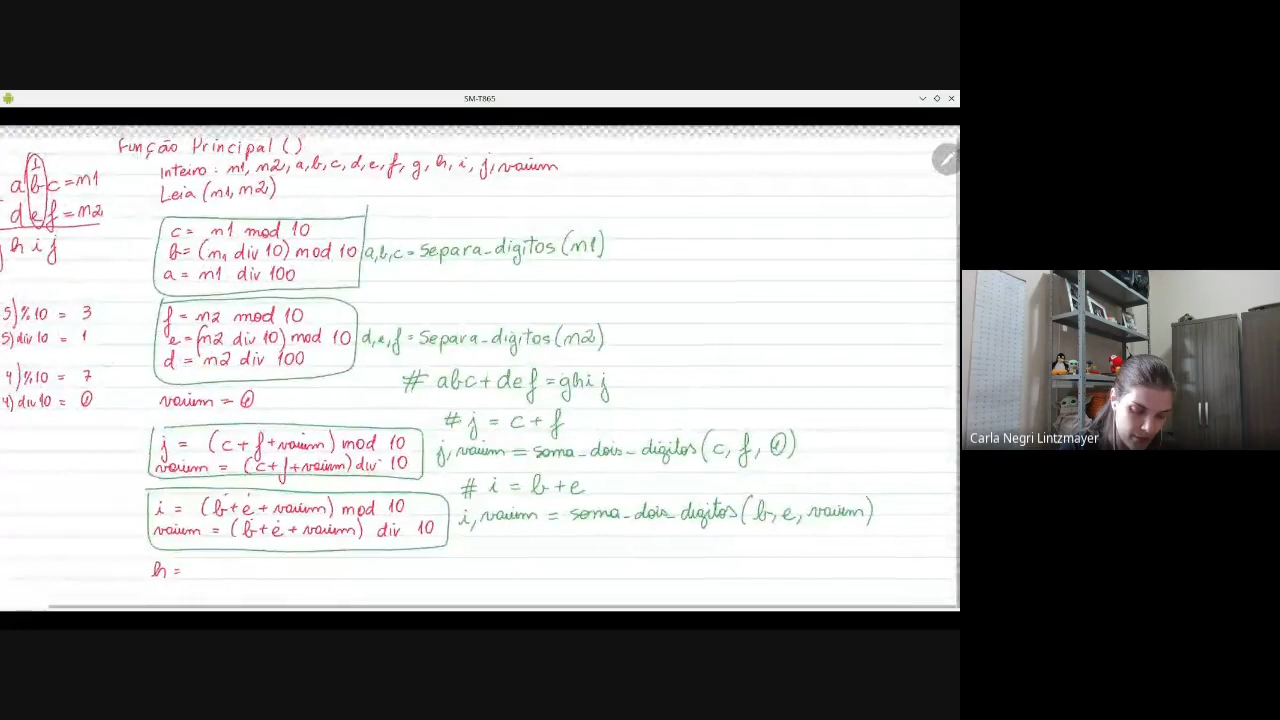 SM-T865
Função Principal ( )
Inteiro : n1, n2, a, b, c, d, e, f, g, h, i, j, vaium
Leia (n1, n2)
1
a b c = n1
d e f = n2
g h i j
c = n1 mod 10
b = (n1 div 10) mod 10
a = n1 div 100
a, b, c = Separa_digitos (n1)
5) % 10 = 3
5) div 10 = 1
4) % 10 = 7
4) div 10 = 0
f = n2 mod 10
e = (n2 div 10) mod 10
d = n2 div 100
d, e, f = Separa_digitos (n2)
# abc + def = ghij
vaium = 0
# j = c + f
j = (c + f + vaium) mod 10
vaium = (c + f + vaium) div 10
j, vaium = soma_dois_digitos (c, f, 0)
# i = b + e
i = (b + e + vaium) mod 10
vaium = (b + e + vaium) div 10
i, vaium = soma_dois_digitos (b, e, vaium)
h =
Carla Negri Lintzmayer